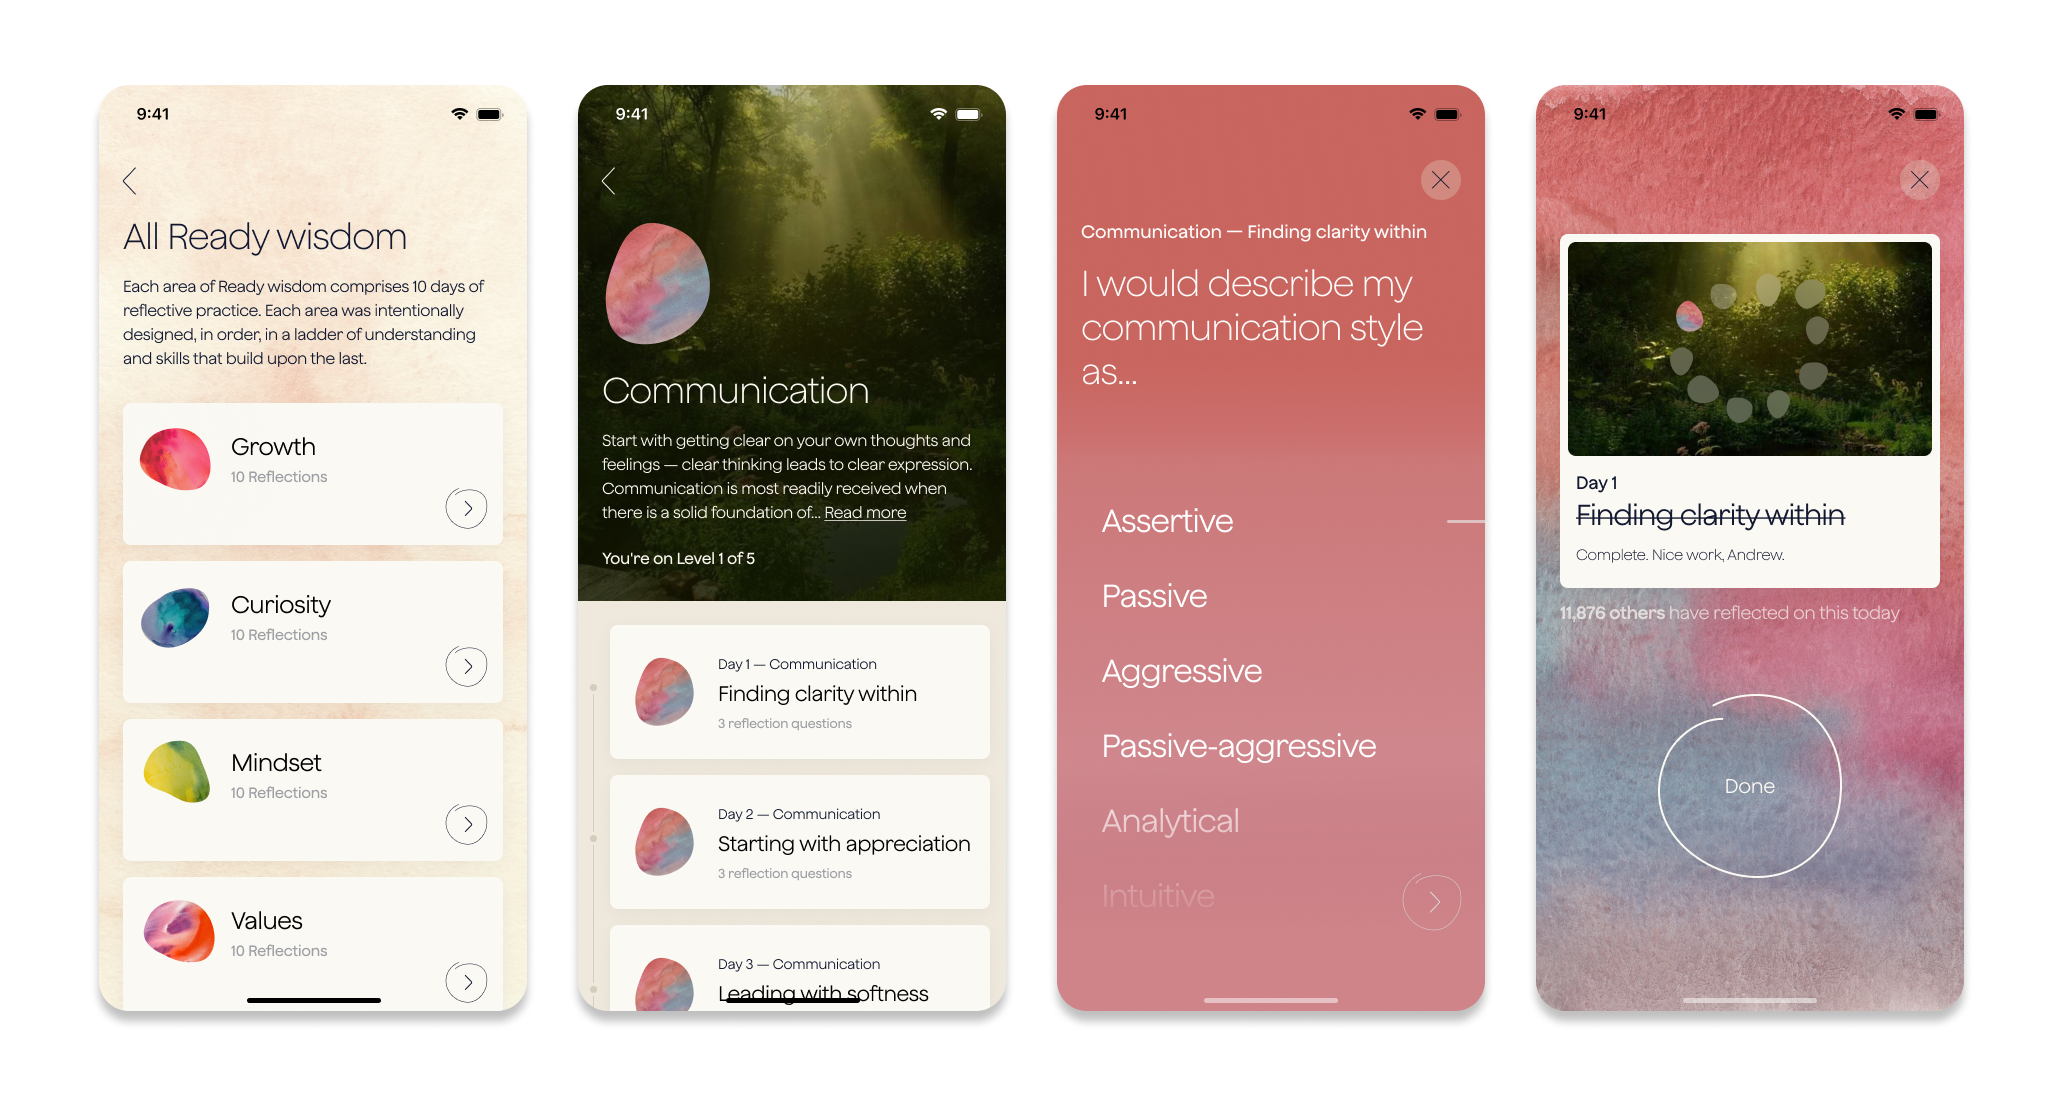 9:41
All Ready wisdom
Each area of Ready wisdom comprises 10 days of
reflective practice. Each area was intentionally
designed, in order, in a ladder of understanding
and skills that build upon the last.
Growth
10 Reflections
Curiosity
10 Reflections
Mindset
10 Reflections
Values
10 Reflections
9:41
Communication
Start with getting clear on your own thoughts and
feelings — clear thinking leads to clear expression.
Communication is most readily received when
there is a solid foundation of... Read more
You're on Level 1 of 5
Day 1 — Communication
Finding clarity within
3 reflection questions
Day 2 — Communication
Starting with appreciation
3 reflection questions
Day 3 — Communication
Leading with softness
9:41
Communication — Finding clarity within
I would describe my
communication style
as...
Assertive
Passive
Aggressive
Passive-aggressive
Analytical
Intuitive
9:41
Day 1
Finding clarity within
Complete. Nice work, Andrew.
11,876 others have reflected on this today
Done